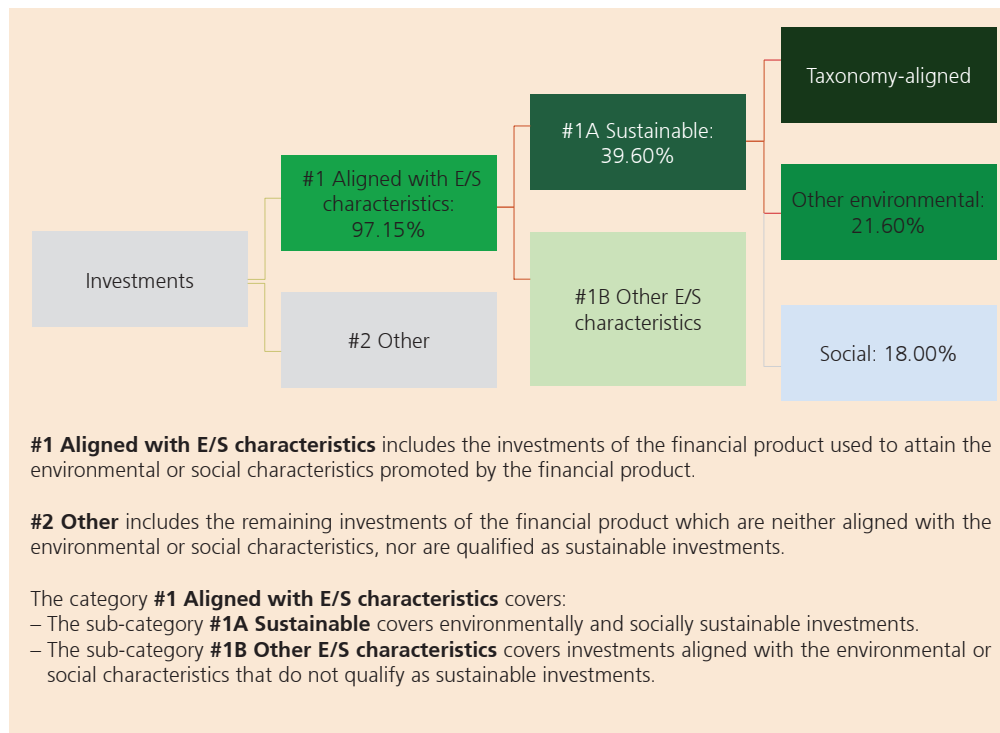 Investments
#1 Aligned with E/S
characteristics:
97.15%
#2 Other
#1A Sustainable:
39.60%
#1B Other E/S
characteristics
Taxonomy-aligned
Other environmental:
21.60%
Social: 18.00%
#1 Aligned with E/S characteristics includes the investments of the financial product used to attain the
environmental or social characteristics promoted by the financial product.
#2 Other includes the remaining investments of the financial product which are neither aligned with the
environmental or social characteristics, nor are qualified as sustainable investments.
The category #1 Aligned with E/S characteristics covers:
– The sub-category #1A Sustainable covers environmentally and socially sustainable investments.
– The sub-category #1B Other E/S characteristics covers investments aligned with the environmental or
social characteristics that do not qualify as sustainable investments.